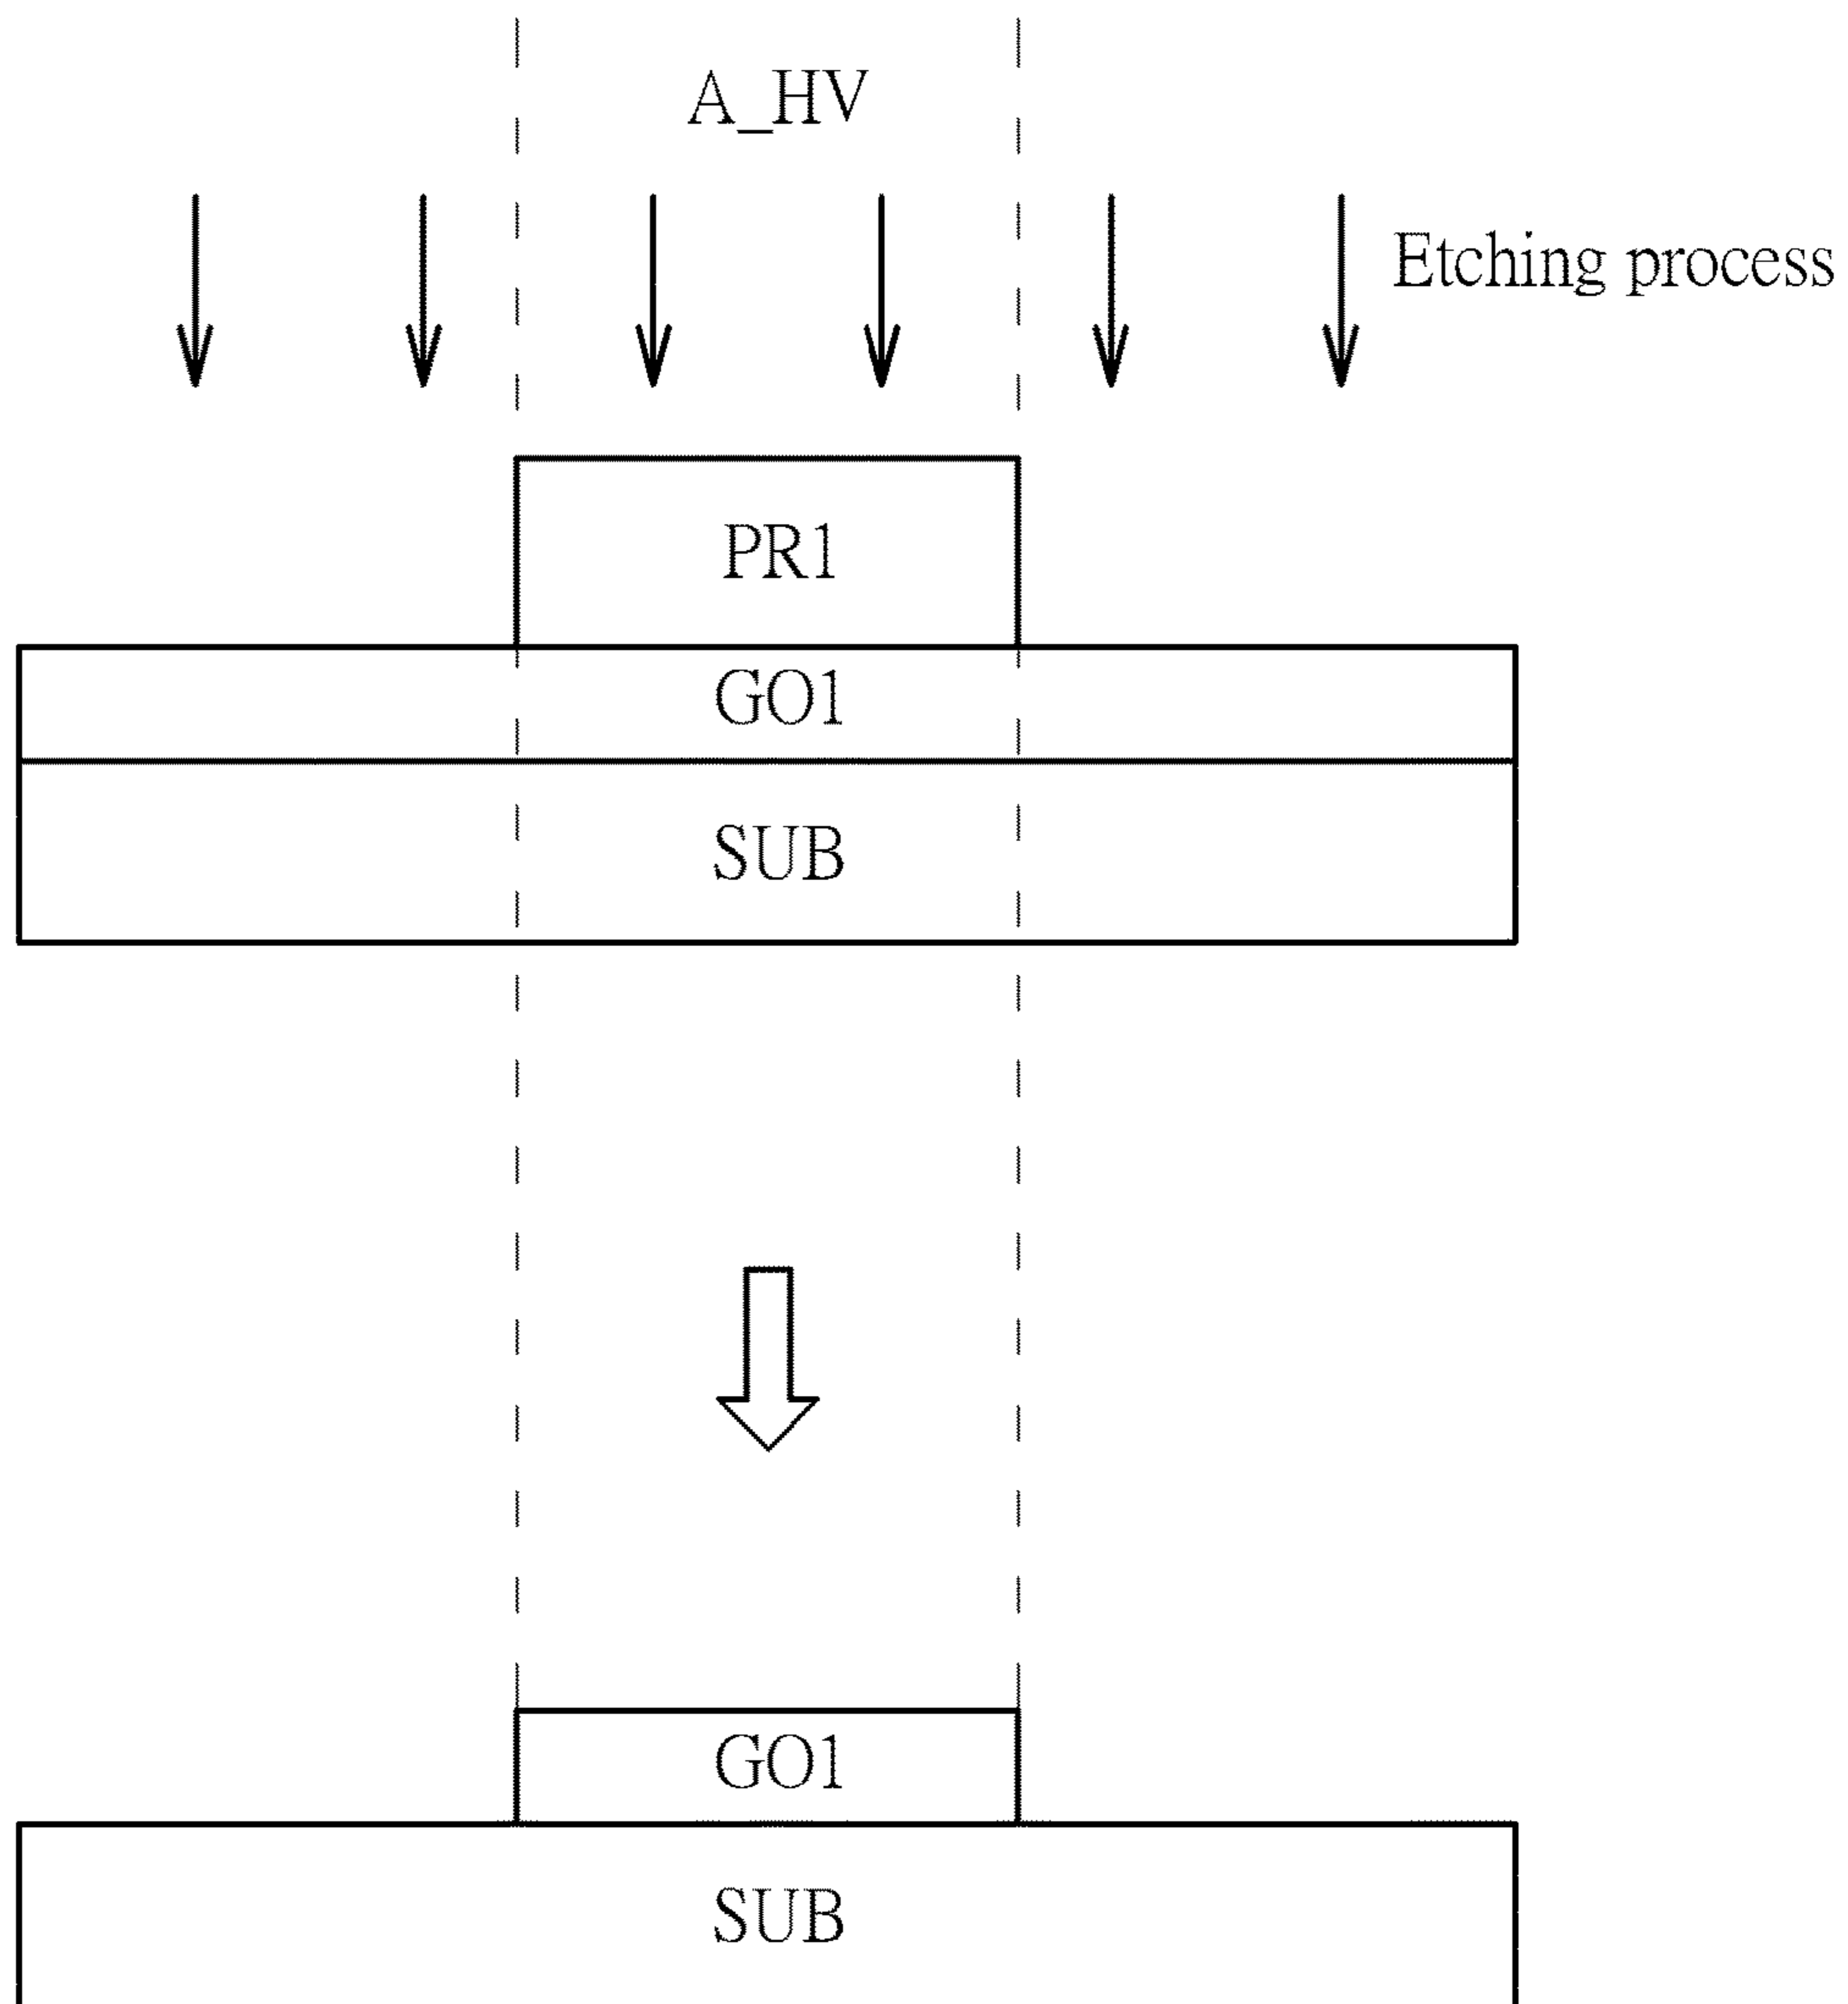 A_HV
Etching process
PR1
GO1
SUB
GO1
SUB